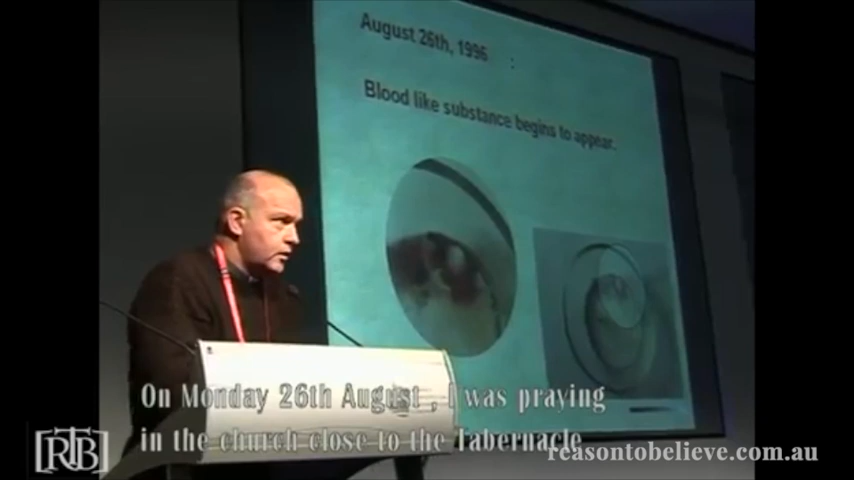 August 26th, 1996 :
Blood like substance begins to appear.
On Monday 26th August , I was praying
in the church close to the Tabernacle
RTB
reasontobelieve.com.au